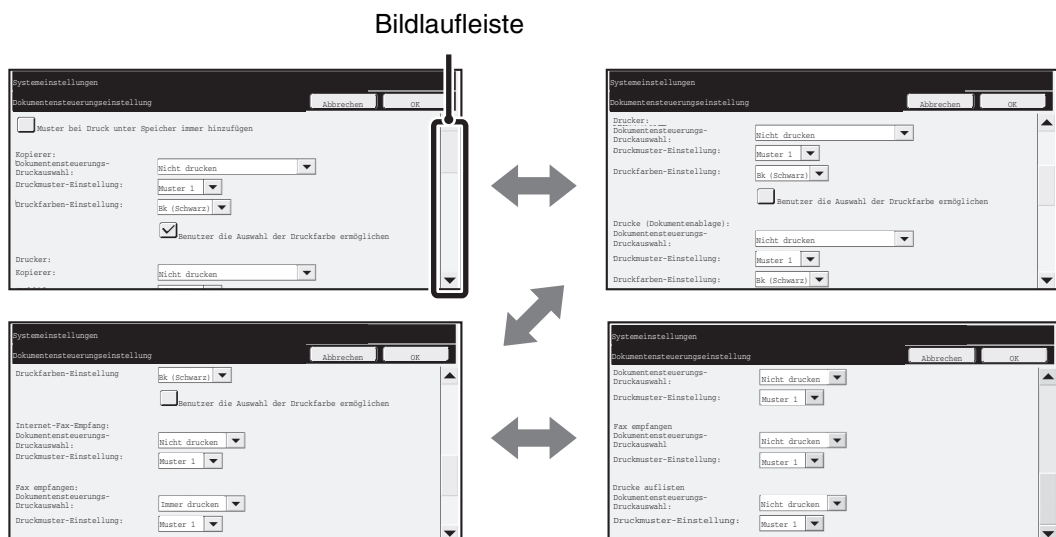 Bildlaufleiste
Systemeinstellungen
Dokumentensteuerungseinstellung
Abbrechen
OK
Muster bei Druck unter Speicher immer hinzufügen
Kopierer:
Dokumentensteuerungs-
Druckauswahl:
Nicht drucken
Druckmuster-Einstellung:
Muster 1
Druckfarben-Einstellung:
Bk (Schwarz)
Benutzer die Auswahl der Druckfarbe ermöglichen
Drucker:
Kopierer:
Nicht drucken
Systemeinstellungen
Dokumentensteuerungseinstellung
Abbrechen
OK
Drucker:
Dokumentensteuerungs-
Druckauswahl:
Nicht drucken
Druckmuster-Einstellung:
Muster 1
Druckfarben-Einstellung:
Bk (Schwarz)
Benutzer die Auswahl der Druckfarbe ermöglichen
Drucke (Dokumentenablage):
Dokumentensteuerungs-
Druckauswahl:
Nicht drucken
Druckmuster-Einstellung:
Muster 1
Druckfarben-Einstellung:
Bk (Schwarz)
Systemeinstellungen
Dokumentensteuerungseinstellung
Abbrechen
OK
Druckfarben-Einstellung
Bk (Schwarz)
Benutzer die Auswahl der Druckfarbe ermöglichen
Internet-Fax-Empfang:
Dokumentensteuerungs-
Druckauswahl:
Nicht drucken
Druckmuster-Einstellung:
Muster 1
Fax empfangen:
Dokumentensteuerungs-
Druckauswahl:
Immer drucken
Druckmuster-Einstellung:
Muster 1
Systemeinstellungen
Dokumentensteuerungseinstellung
Abbrechen
OK
Dokumentensteuerungs-
Druckauswahl:
Nicht drucken
Druckmuster-Einstellung:
Muster 1
Fax empfangen
Dokumentensteuerungs-
Druckauswahl
Nicht drucken
Druckmuster-Einstellung:
Muster 1
Drucke auflisten
Dokumentensteuerungs-
Druckauswahl:
Nicht drucken
Druckmuster-Einstellung:
Muster 1